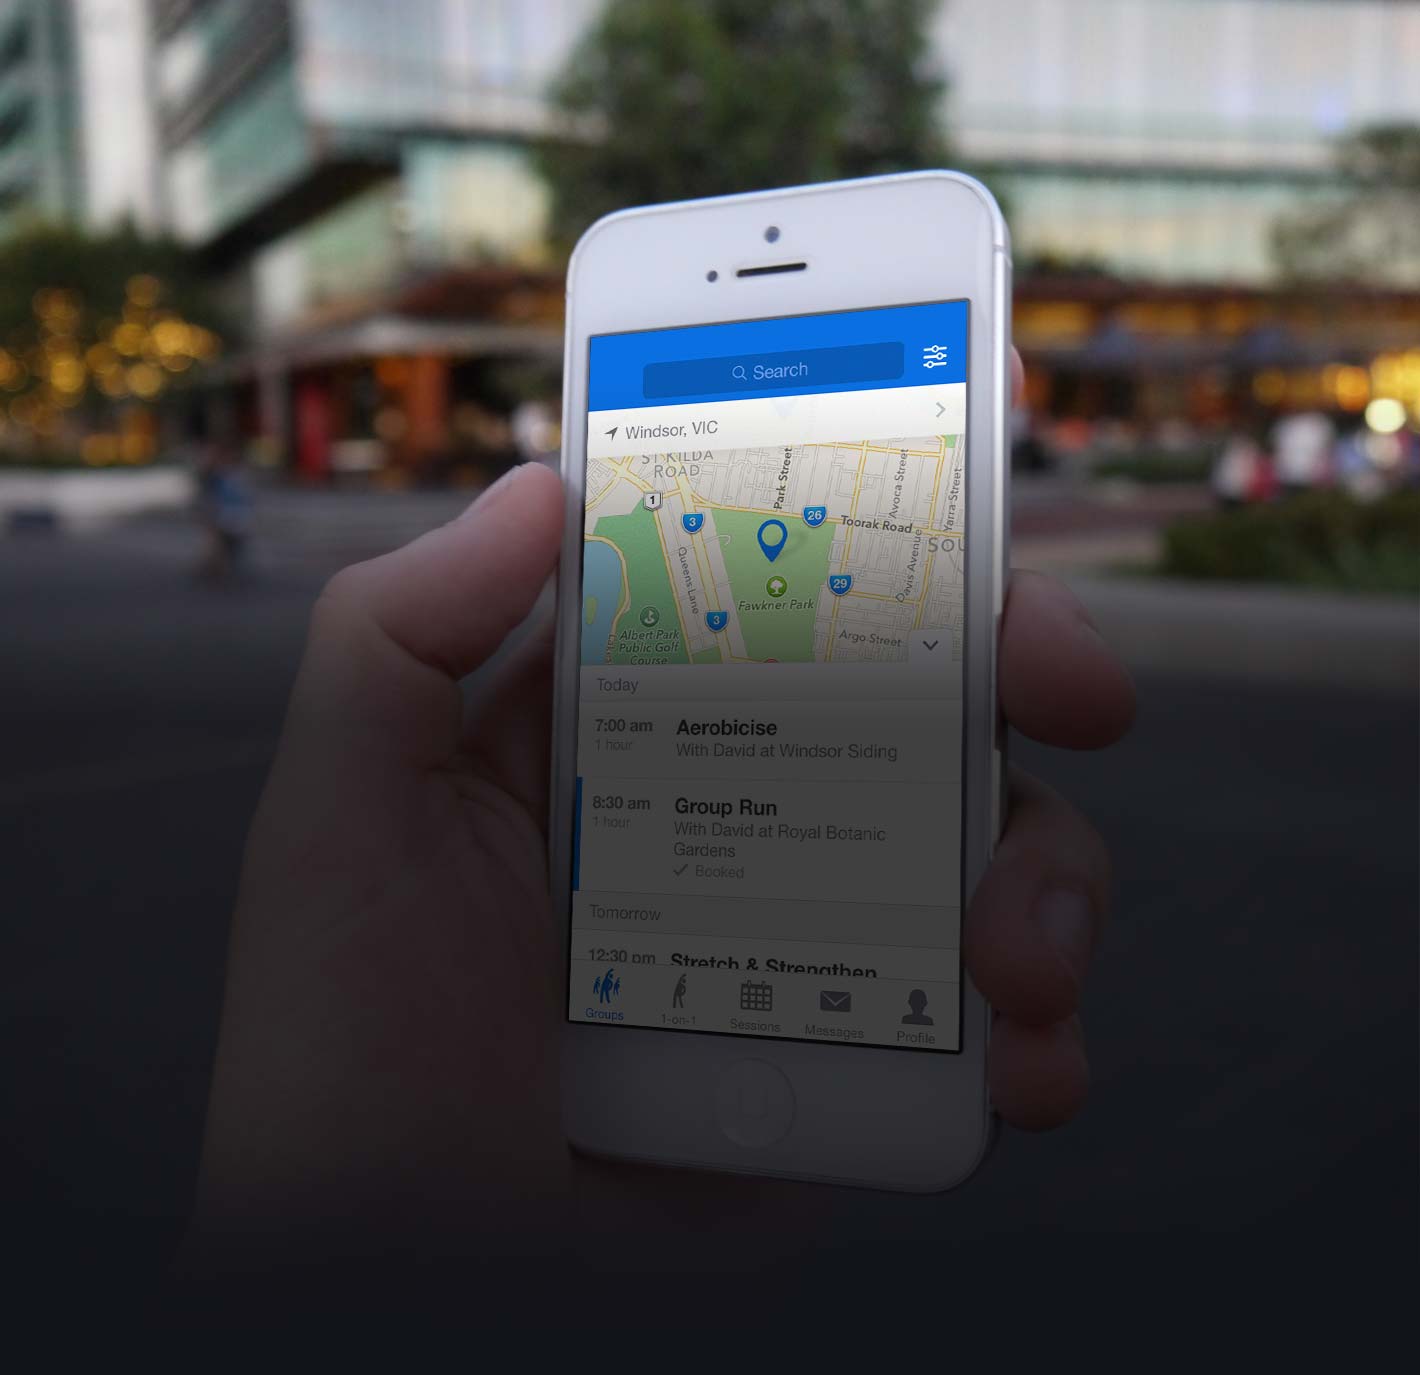 Search
Windsor, VIC
ST KILDA
ROAD
Park Street
Avoca Street
Yarra Street
1
3
26
Toorak Road
SOU
Queens Lane
Davis Avenue
29
Fawkner Park
3
Albert Park
Public Golf
Course
Argo Street
Today
7:00 am
Aerobicise
1 hour
With David at Windsor Siding
8:30 am
Group Run
1 hour
With David at Royal Botanic
Gardens
Booked
Tomorrow
12:30 pm
Stretch & Strengthen
Groups
1-on-1
Sessions
Messages
Profile